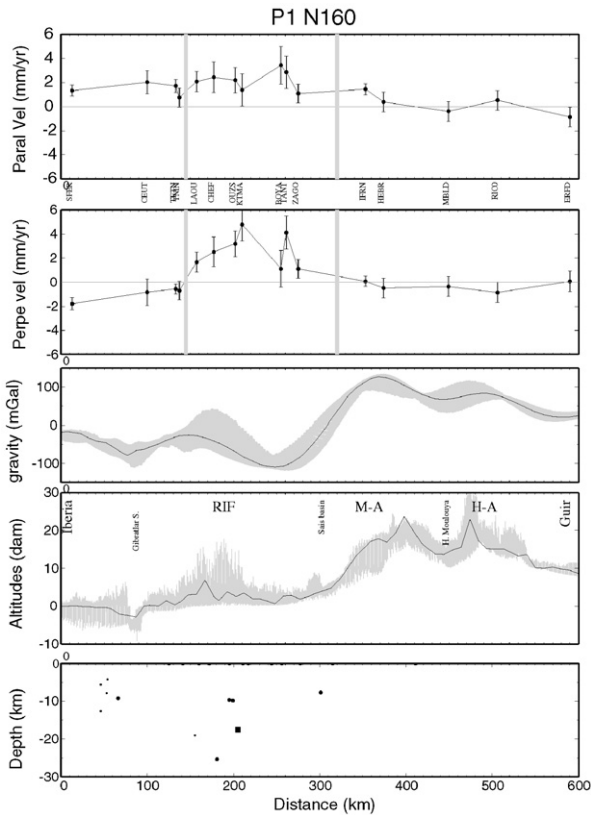 P1 N160
Paral Vel (mm/yr)
6
4
2
0
-2
-4
-6
0
SFER
CEUT
LAOU
CHEF
OUZS
KTMA
TANT
ZAGO
IFRN
HEBR
MBLD
RICO
ERFD
Perpe vel (mm/yr)
6
4
2
0
-2
-4
-6
gravity (mGal)
100
0
-100
0
Altitudes (dam)
30
20
10
0
-10
Iberia
Gibraltar S.
RIF
Sais basin
M-A
H. Moulouya
H-A
Guir
0
Depth (km)
0
-10
-20
-30
0 100 200 300 400 500 600
Distance (km)